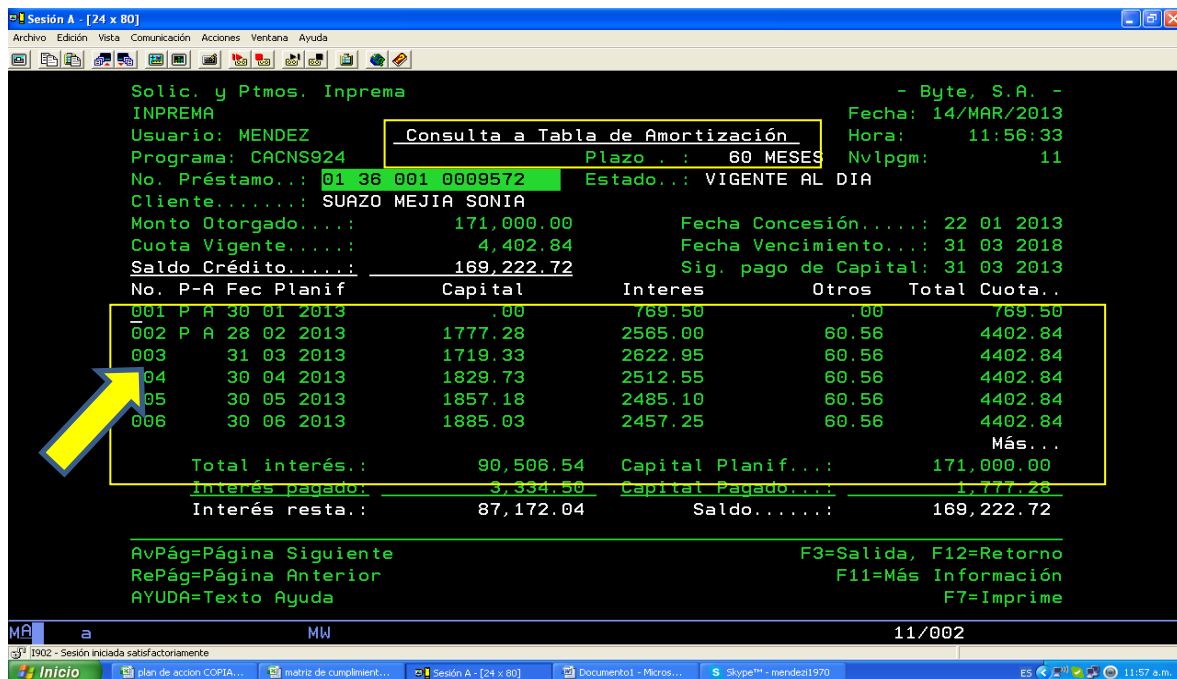 Sesión A - [24 x 80]
Archivo Edición Vista Comunicación Acciones Ventana Ayuda
Solic. y Ptmos. Inprema - Byte, S.A. -
INPREMA Fecha: 14/MAR/2013
Usuario: MENDEZ Consulta a Tabla de Amortización Hora: 11:56:33
Programa: CACNS924 Plazo . : 60 MESES Nvlpgm: 11
No. Préstamo..: 01 36 001 0009572 Estado..: VIGENTE AL DIA
Cliente.......: SUAZO MEJIA SONIA
Monto Otorgado....: 171,000.00 Fecha Concesión.....: 22 01 2013
Cuota Vigente.....: 4,402.84 Fecha Vencimiento...: 31 03 2018
Saldo Crédito.....: 169,222.72 Sig. pago de Capital: 31 03 2013
No. P-A Fec Planif Capital Interes Otros Total Cuota..
001 P A 30 01 2013 .00 769.50 .00 769.50
002 P A 28 02 2013 1777.28 2565.00 60.56 4402.84
003 31 03 2013 1719.33 2622.95 60.56 4402.84
04 30 04 2013 1829.73 2512.55 60.56 4402.84
05 30 05 2013 1857.18 2485.10 60.56 4402.84
006 30 06 2013 1885.03 2457.25 60.56 4402.84
Más...
Total interés.: 90,506.54 Capital Planif...: 171,000.00
Interés pagado: 3,334.50 Capital Pagado...: 1,777.28
Interés resta.: 87,172.04 Saldo......: 169,222.72
AvPág=Página Siguiente F3=Salida, F12=Retorno
RePág=Página Anterior F11=Más Información
AYUDA=Texto Ayuda F7=Imprime
MA a MW 11/002
I902 - Sesión iniciada satisfactoriamente
Inicio plan de accion COPIA... matriz de cumplimient... Sesión A - [24 x 80] Documento1 - Micros... Skype™ - mendezi1970 ES 11:57 a.m.